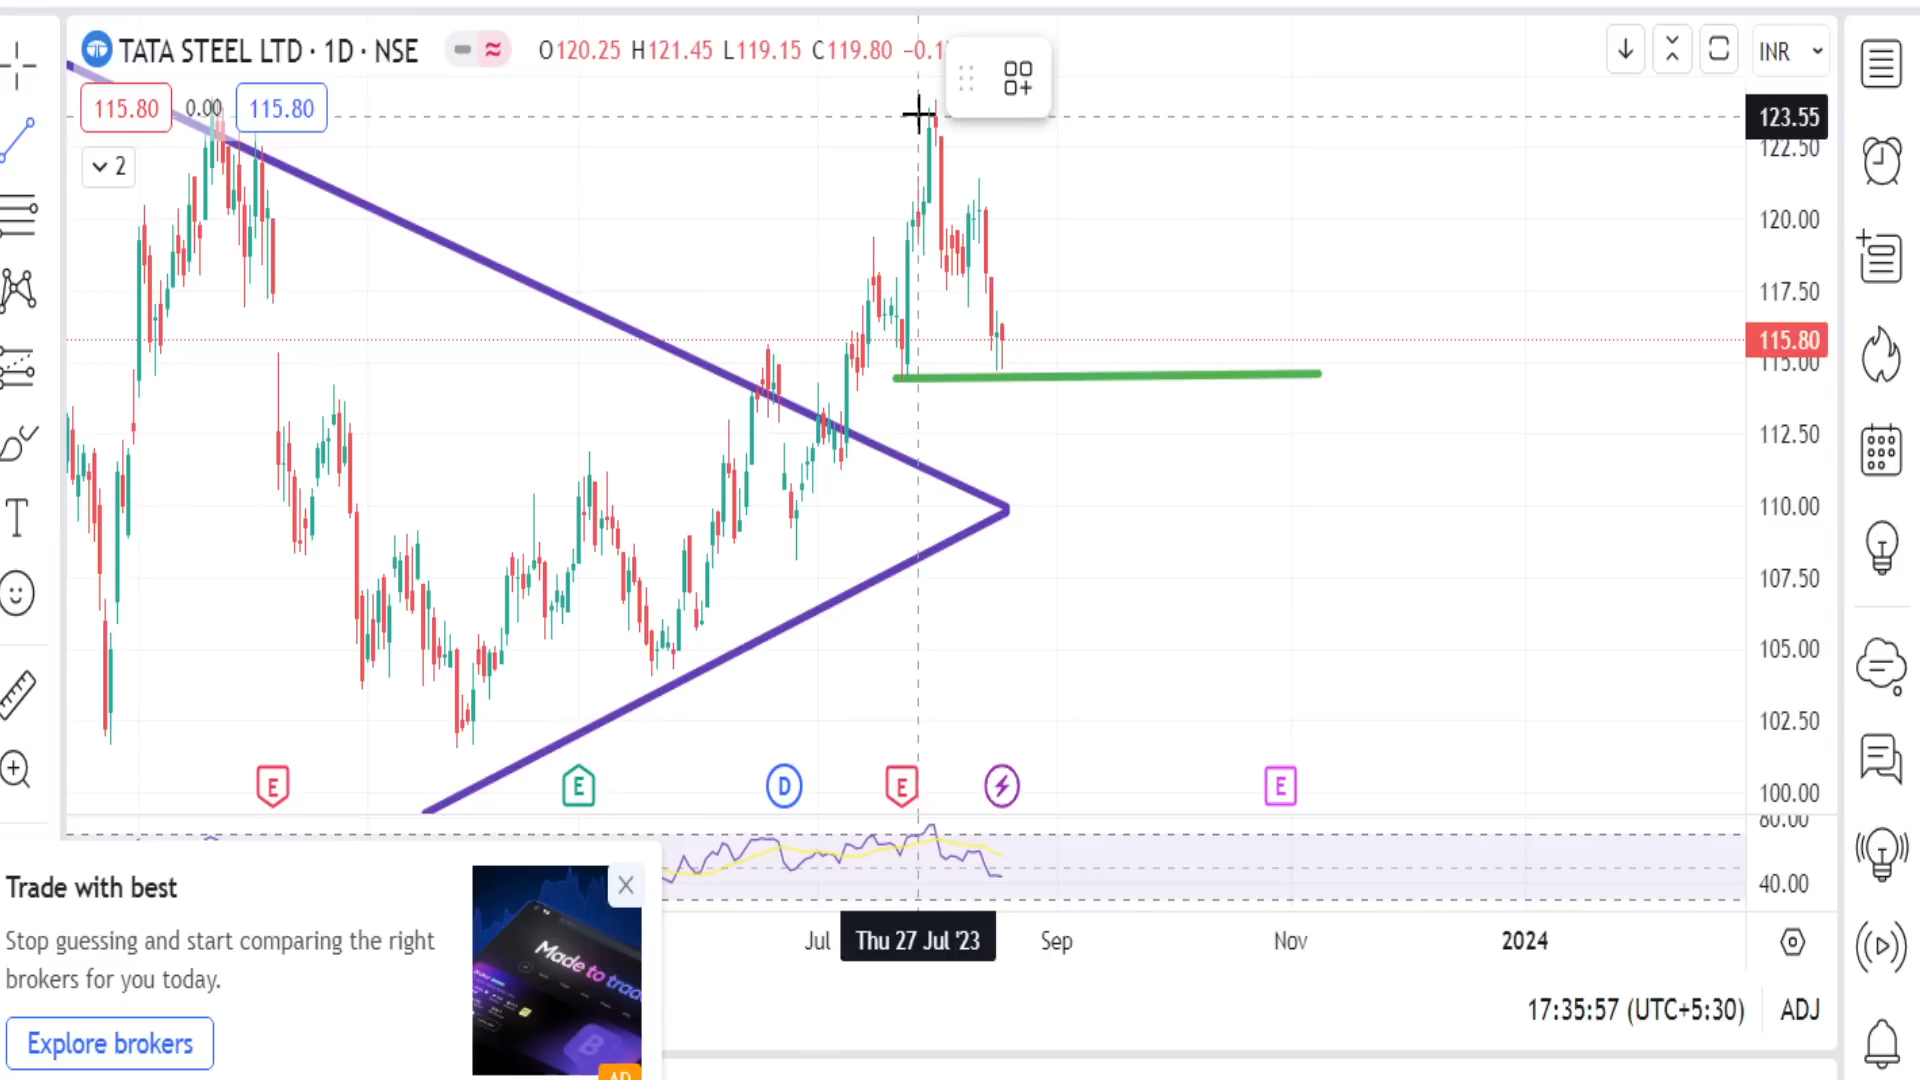 TATA STEEL LTD · 1D · NSE
O120.25 H121.45 L119.15 C119.80
INR
115.80 0.00 115.80
2
123.55
122.50
120.00
117.50
115.80
115.00
112.50
110.00
107.50
105.00
102.50
100.00
E E D E E
80.00
40.00
Jul Thu 27 Jul '23 Sep Nov 2024
Trade with best
Stop guessing and start comparing the right
brokers for you today.
Explore brokers
Made to
AD
17:35:57 (UTC+5:30) ADJ